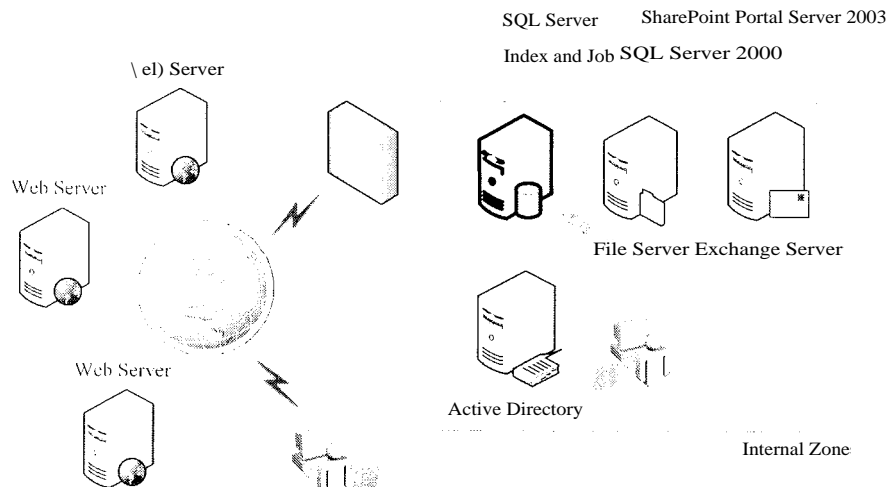 SQL Server SharePoint Portal Server 2003
Index and Job SQL Server 2000
\ el) Server
Web Server
File Server Exchange Server
Web Server
Active Directory
Internal Zone